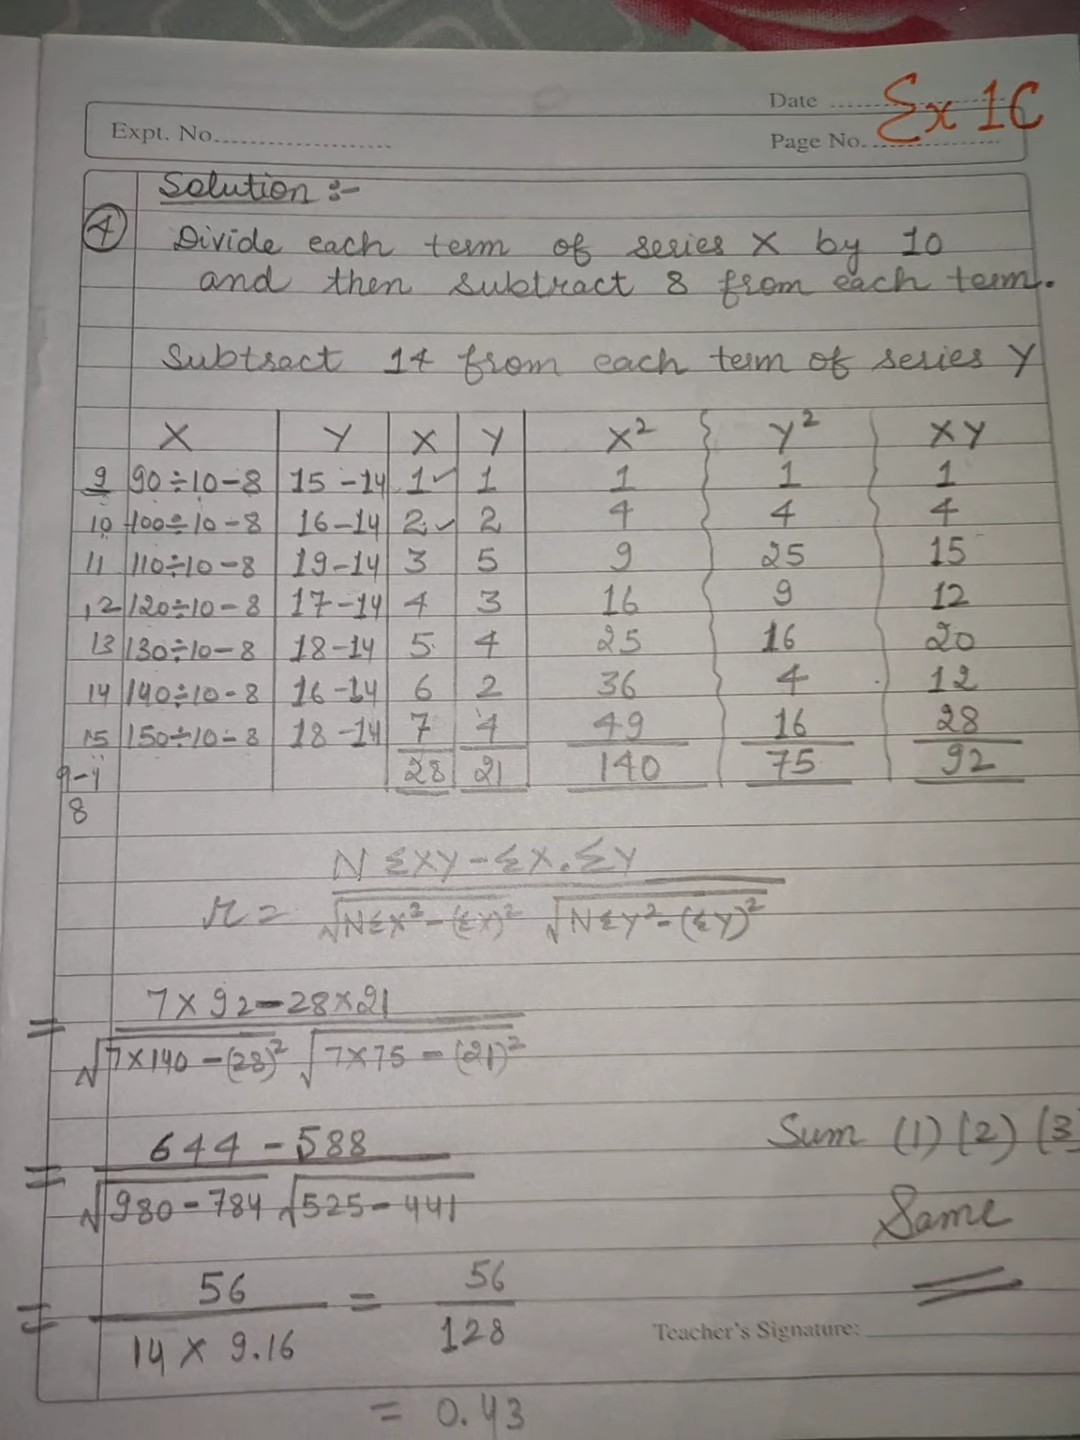 Date ........ Ex 1C
Expt. No.
Page No.
Solution :-
4 Divide each term of series X by 10
and then subtract 8 from each term.
Subtract 14 from each term of series Y
X Y X Y X² Y² XY
9 90÷10-8 15-14 1✓ 1 1 1 1
10 100÷10-8 16-14 2✓ 2 4 4 4
11 110÷10-8 19-14 3 5 9 25 15
12 120÷10-8 17-14 4 3 16 9 12
13 130÷10-8 18-14 5 4 25 16 20
14 140÷10-8 16-14 6 2 36 4 12
15 150÷10-8 18-14 7 4 49 16 28
28 21 140 75 92
8
N ΣXY-ΣX.ΣY
r = √NΣX²-(ΣX)² √NΣY²-(ΣY)²
7×92-28×21
= √7×140-(28)² √7×75-(21)²
644-588
= √980-784 √525-441
Sum (1) (2) (3
Same
56 = 56
= 14×9.16 128
Teacher's Signature:
= 0.43